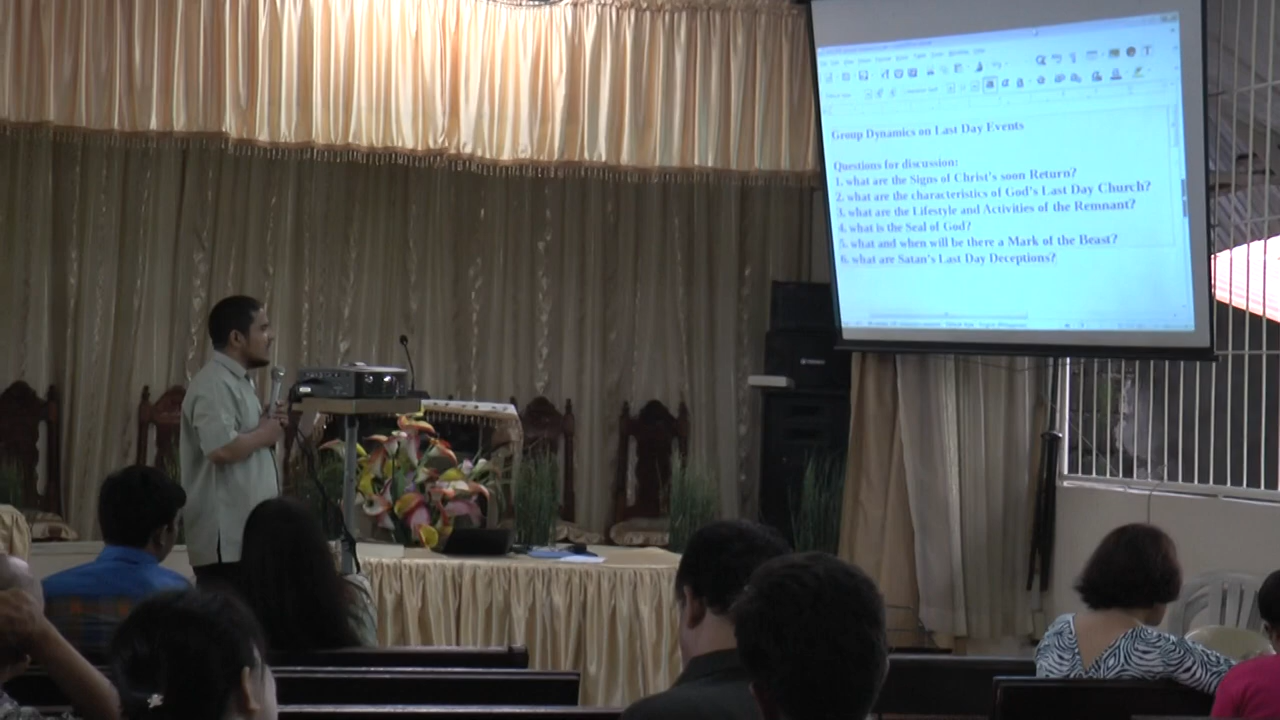 Group Dynamics on Last Day Events
Questions for discussion:
1. what are the Signs of Christ's soon Return?
2. what are the characteristics of God's Last Day Church?
3. what are the Lifestyle and Activities of the Remnant?
4. what is the Seal of God?
5. what and when will be there a Mark of the Beast?
6. what are Satan's Last Day Deceptions?